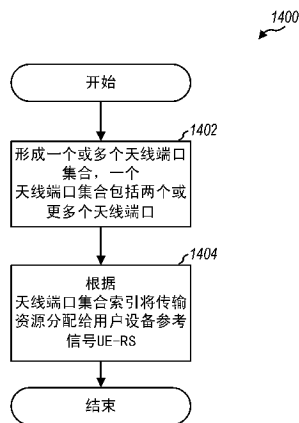 1400
开始
1402
形成一个或多个天线端口
集合，一个
天线端口集合包括两个或
更多个天线端口
1404
根据
天线端口集合索引将传输
资源分配给用户设备参考
信号UE-RS
结束